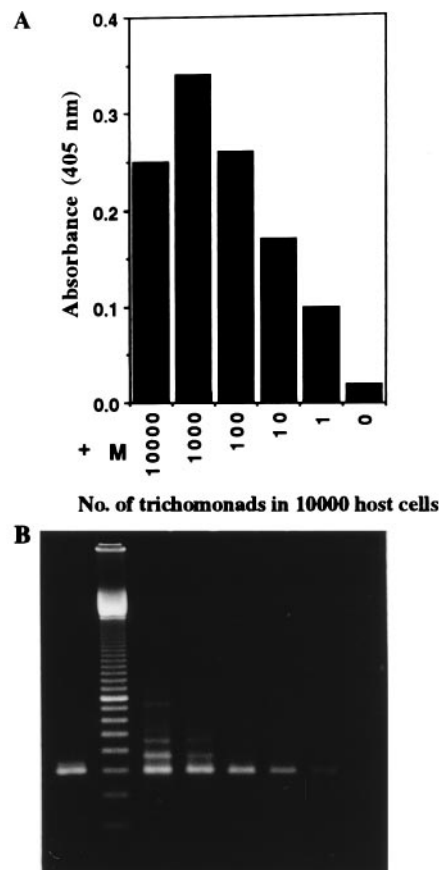 A
0.4
0.3
0.2
0.1
0.0
Absorbance (405 nm)
+ M 10000 1000 100 10 1 0
No. of trichomonads in 10000 host cells
B